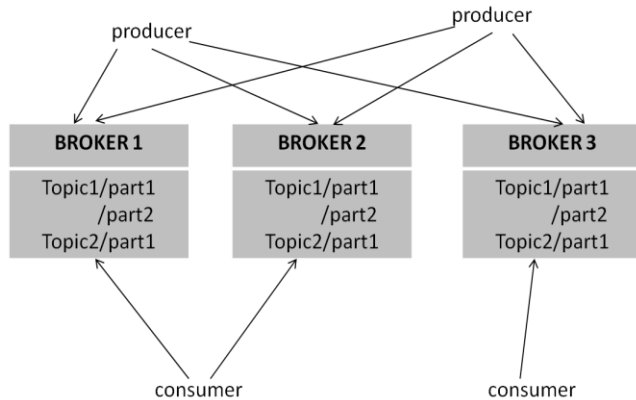 producer
producer
BROKER 1
Topic1/part1
/part2
Topic2/part1
BROKER 2
Topic1/part1
/part2
Topic2/part1
BROKER 3
Topic1/part1
/part2
Topic2/part1
consumer
consumer